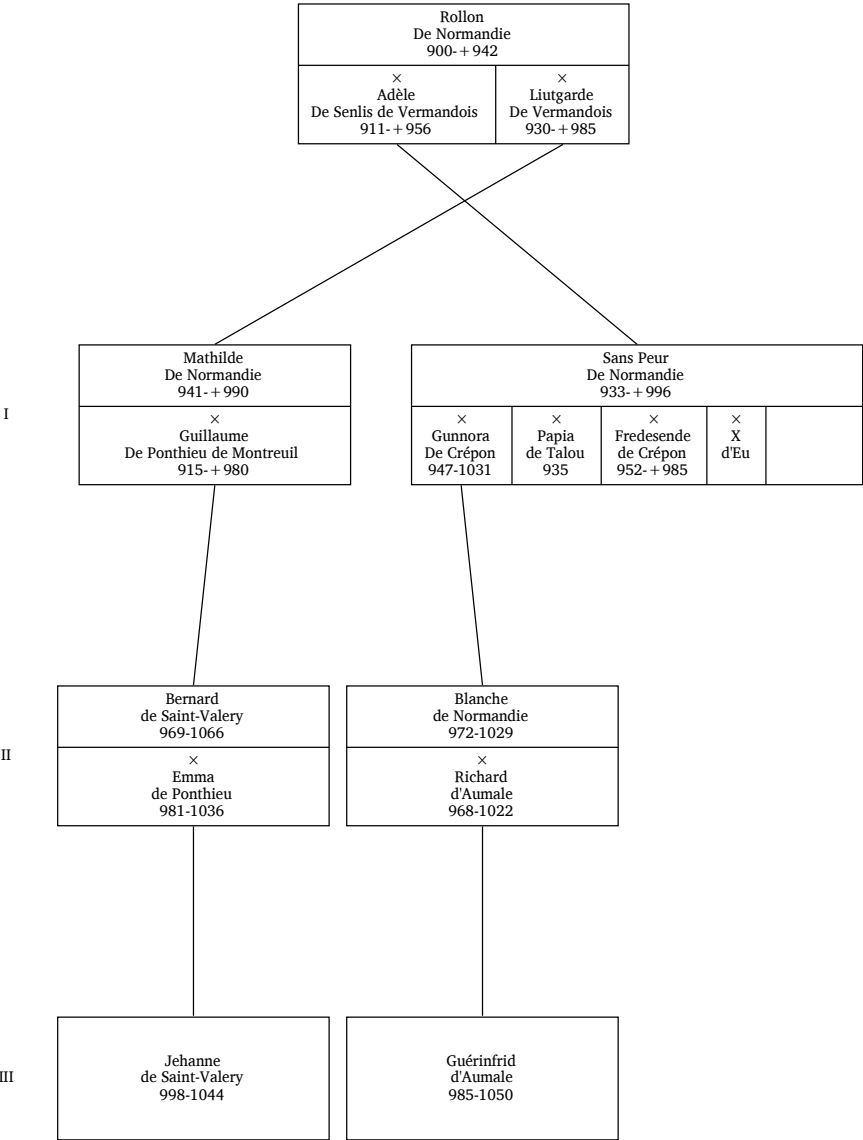 Rollon
De Normandie
900-+942
×
Adèle
De Senlis de Vermandois
911-+956
×
Liutgarde
De Vermandois
930-+985
I
Mathilde
De Normandie
941-+990
×
Guillaume
De Ponthieu de Montreuil
915-+980
Sans Peur
De Normandie
933-+996
×
Gunnora
De Crépon
947-1031
×
Papia
de Talou
935
×
Fredesende
de Crépon
952-+985
×
X
d'Eu
II
Bernard
de Saint-Valery
969-1066
×
Emma
de Ponthieu
981-1036
Blanche
de Normandie
972-1029
×
Richard
d'Aumale
968-1022
III
Jehanne
de Saint-Valery
998-1044
Guérinfrid
d'Aumale
985-1050